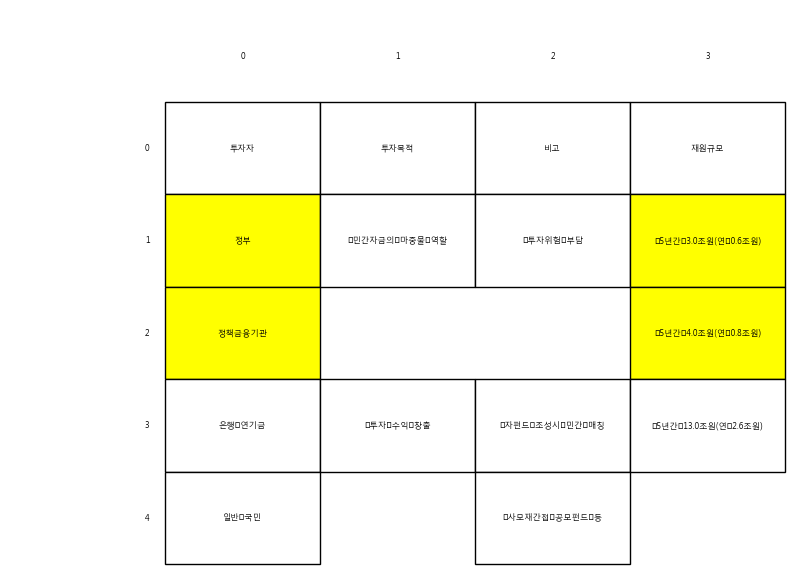 0 1 2 3
0 투자자 투자목적 비고 재원규모
1 정부 □민간자금의□마중물□역할 □투자위험□부담 □5년간□3.0조원(연□0.6조원)
2 정책금융기관 □5년간□4.0조원(연□0.8조원)
3 은행□연기금 □투자□수익□창출 □자펀드□조성시□민간□매칭 □5년간□13.0조원(연□2.6조원)
4 일반□국민 □사모재간접□공모펀드□등